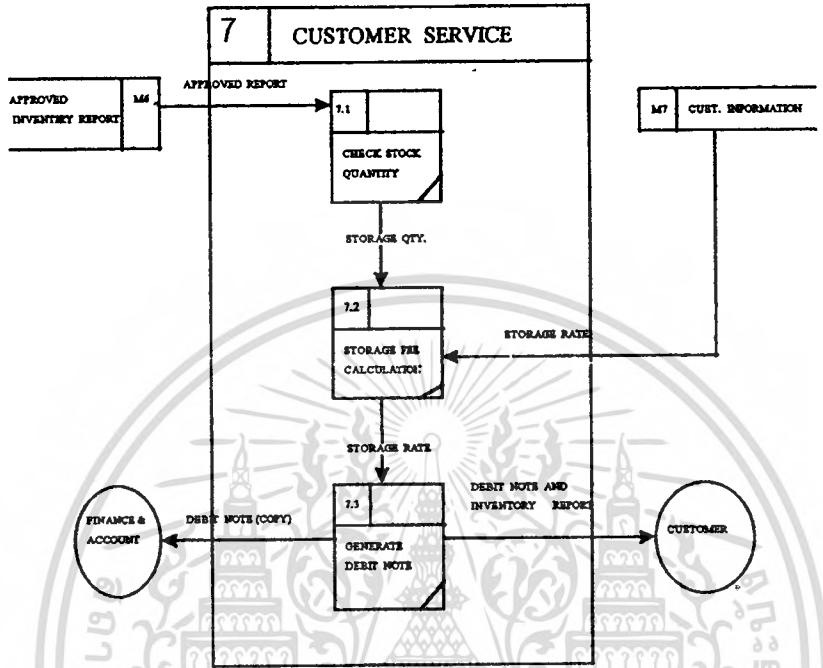 7
CUSTOMER SERVICE
APPROVED REPORT
APPROVED
INVENTORY REPORT
M6
7.1
CHECK STOCK
QUANTITY
M7
CUST. INFORMATION
STORAGE QTY.
7.2
STORAGE FEE
CALCULATION
STORAGE RATE
STORAGE RATE
7.3
GENERATE
DEBIT NOTE
DEBIT NOTE AND
INVENTORY REPORT
FINANCE &
ACCOUNT
DEBIT NOTE (COPY)
CUSTOMER